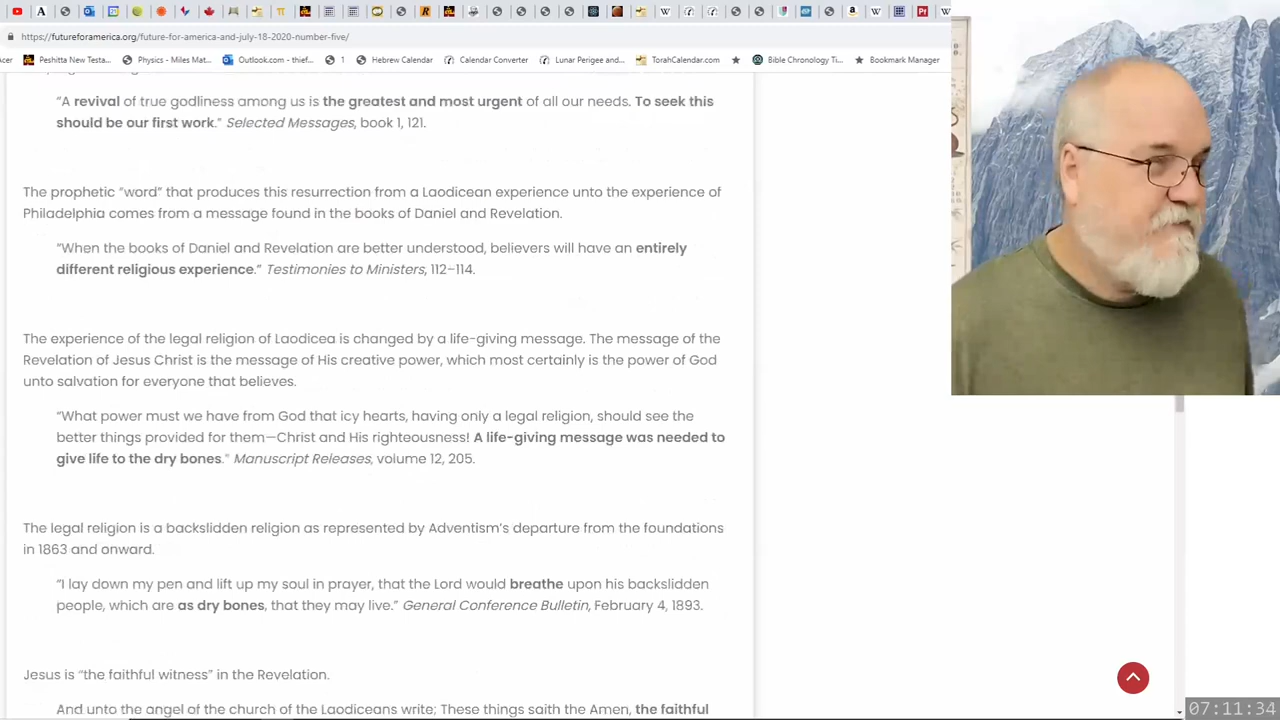 https://futureforamerica.org/future-for-america-and-july-18-2020-number-five/
Acer
Peshitta New Testa...
Physics - Miles Mat...
Outlook.com - thief...
1
Hebrew Calendar
Calendar Converter
Lunar Perigee and...
TorahCalendar.com
Bible Chronology Ti...
Bookmark Manager
“A revival of true godliness among us is the greatest and most urgent of all our needs. To seek this
should be our first work.” Selected Messages, book 1, 121.
The prophetic “word” that produces this resurrection from a Laodicean experience unto the experience of
Philadelphia comes from a message found in the books of Daniel and Revelation.
“When the books of Daniel and Revelation are better understood, believers will have an entirely
different religious experience.” Testimonies to Ministers, 112–114.
The experience of the legal religion of Laodicea is changed by a life-giving message. The message of the
Revelation of Jesus Christ is the message of His creative power, which most certainly is the power of God
unto salvation for everyone that believes.
“What power must we have from God that icy hearts, having only a legal religion, should see the
better things provided for them—Christ and His righteousness! A life-giving message was needed to
give life to the dry bones.” Manuscript Releases, volume 12, 205.
The legal religion is a backslidden religion as represented by Adventism’s departure from the foundations
in 1863 and onward.
“I lay down my pen and lift up my soul in prayer, that the Lord would breathe upon his backslidden
people, which are as dry bones, that they may live.” General Conference Bulletin, February 4, 1893.
Jesus is “the faithful witness” in the Revelation.
And unto the angel of the church of the Laodiceans write; These things saith the Amen, the faithful
07:11:34